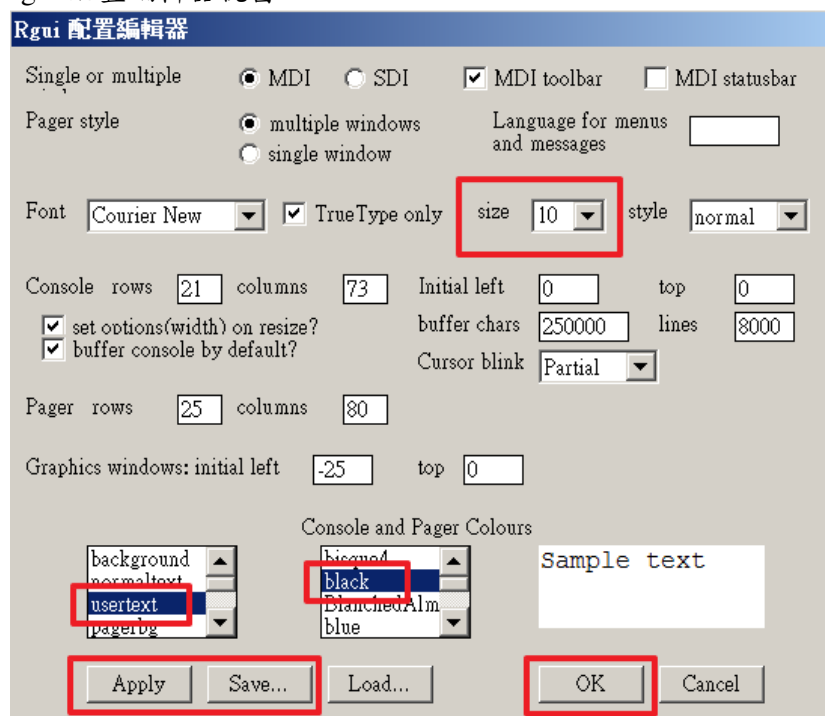 Rgui 配置編輯器
Single or multiple MDI SDI MDI toolbar MDI statusbar
Pager style multiple windows Language for menus
single window and messages
Font Courier New TrueType only size 10 style normal
Console rows 21 columns 73 Initial left 0 top 0
set options(width) on resize? buffer chars 250000 lines 8000
buffer console by default?
Cursor blink Partial
Pager rows 25 columns 80
Graphics windows: initial left -25 top 0
Console and Pager Colours
background bisque4 Sample text
normaltext black
usertext BlanchedAlm
pagerbg blue
Apply Save... Load... OK Cancel